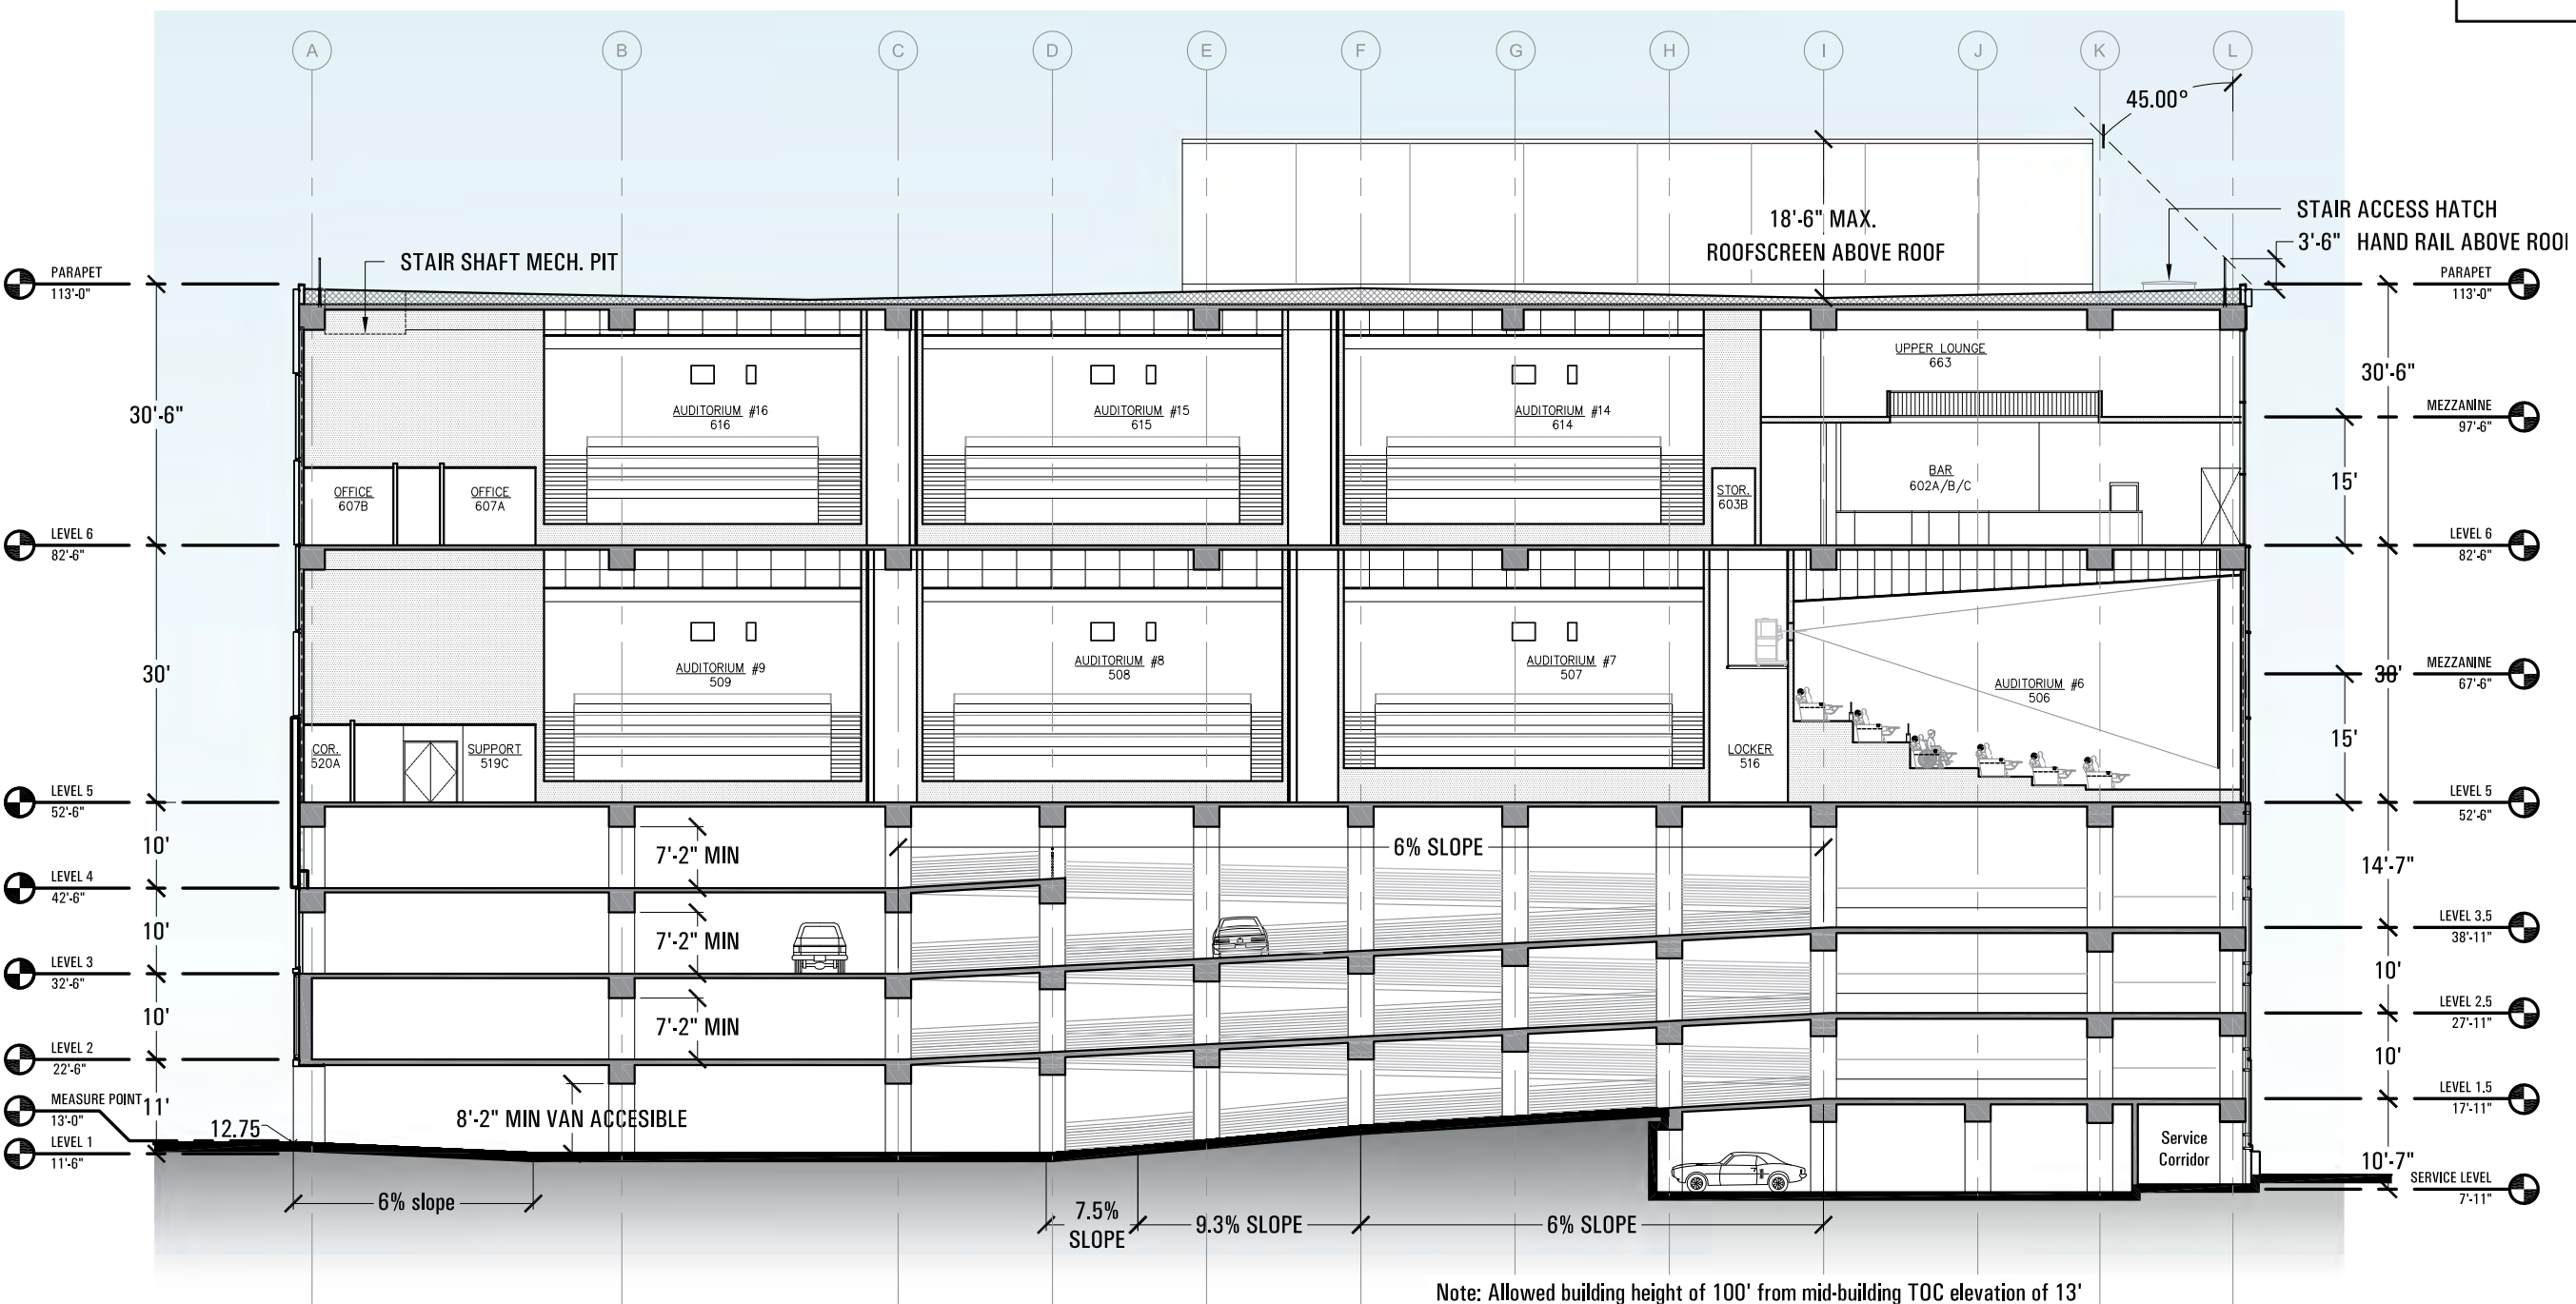 A B C D E F G H I J K L
45.00°
STAIR ACCESS HATCH
3'-6" HAND RAIL ABOVE ROOF
18'-6" MAX.
ROOFSCREEN ABOVE ROOF
STAIR SHAFT MECH. PIT
PARAPET
113'-0"
30'-6"
LEVEL 6
82'-6"
30'
LEVEL 5
52'-6"
10'
LEVEL 4
42'-6"
10'
LEVEL 3
32'-6"
10'
LEVEL 2
22'-6"
MEASURE POINT
13'-0"
11'
LEVEL 1
11'-6"
12.75
AUDITORIUM #16
616
AUDITORIUM #15
615
AUDITORIUM #14
614
UPPER LOUNGE
663
OFFICE
607B
OFFICE
607A
STOR.
603B
BAR
602A/B/C
AUDITORIUM #9
509
AUDITORIUM #8
508
AUDITORIUM #7
507
AUDITORIUM #6
506
COR.
520A
SUPPORT
519C
LOCKER
516
7'-2" MIN
6% SLOPE
7'-2" MIN
7'-2" MIN
8'-2" MIN VAN ACCESIBLE
Service
Corridor
6% slope
7.5%
SLOPE
9.3% SLOPE
6% SLOPE
PARAPET
113'-0"
30'-6"
MEZZANINE
97'-6"
15'
LEVEL 6
82'-6"
30'
MEZZANINE
67'-6"
15'
LEVEL 5
52'-6"
14'-7"
LEVEL 3.5
38'-11"
10'
LEVEL 2.5
27'-11"
10'
LEVEL 1.5
17'-11"
10'-7"
SERVICE LEVEL
7'-11"
Note: Allowed building height of 100' from mid-building TOC elevation of 13'